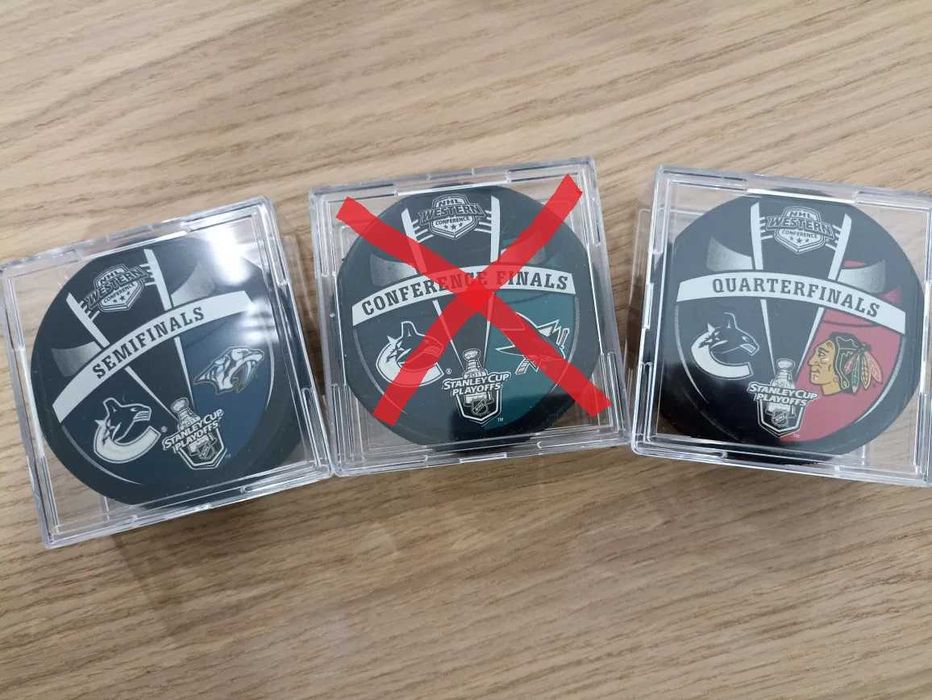 NHL
WESTERN
CONFERENCE
SEMIFINALS
STANLEY CUP
PLAYOFFS
NHL
WESTERN
CONFERENCE
CONFERENCE FINALS
2011
STANLEY CUP
PLAYOFFS
NHL
WESTERN
CONFERENCE
QUARTERFINALS
STANLEY CUP
PLAYOFFS